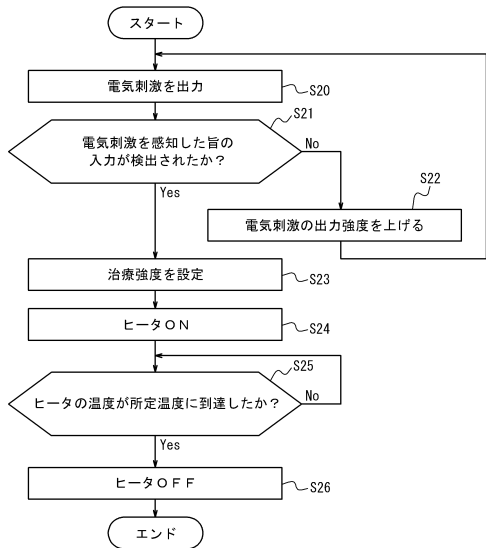 スタート
電気刺激を出力
S20
電気刺激を感知した旨の
入力が検出されたか？
S21
No
Yes
S22
電気刺激の出力強度を上げる
治療強度を設定
S23
ヒータＯＮ
S24
ヒータの温度が所定温度に到達したか？
S25
No
Yes
ヒータＯＦＦ
S26
エンド